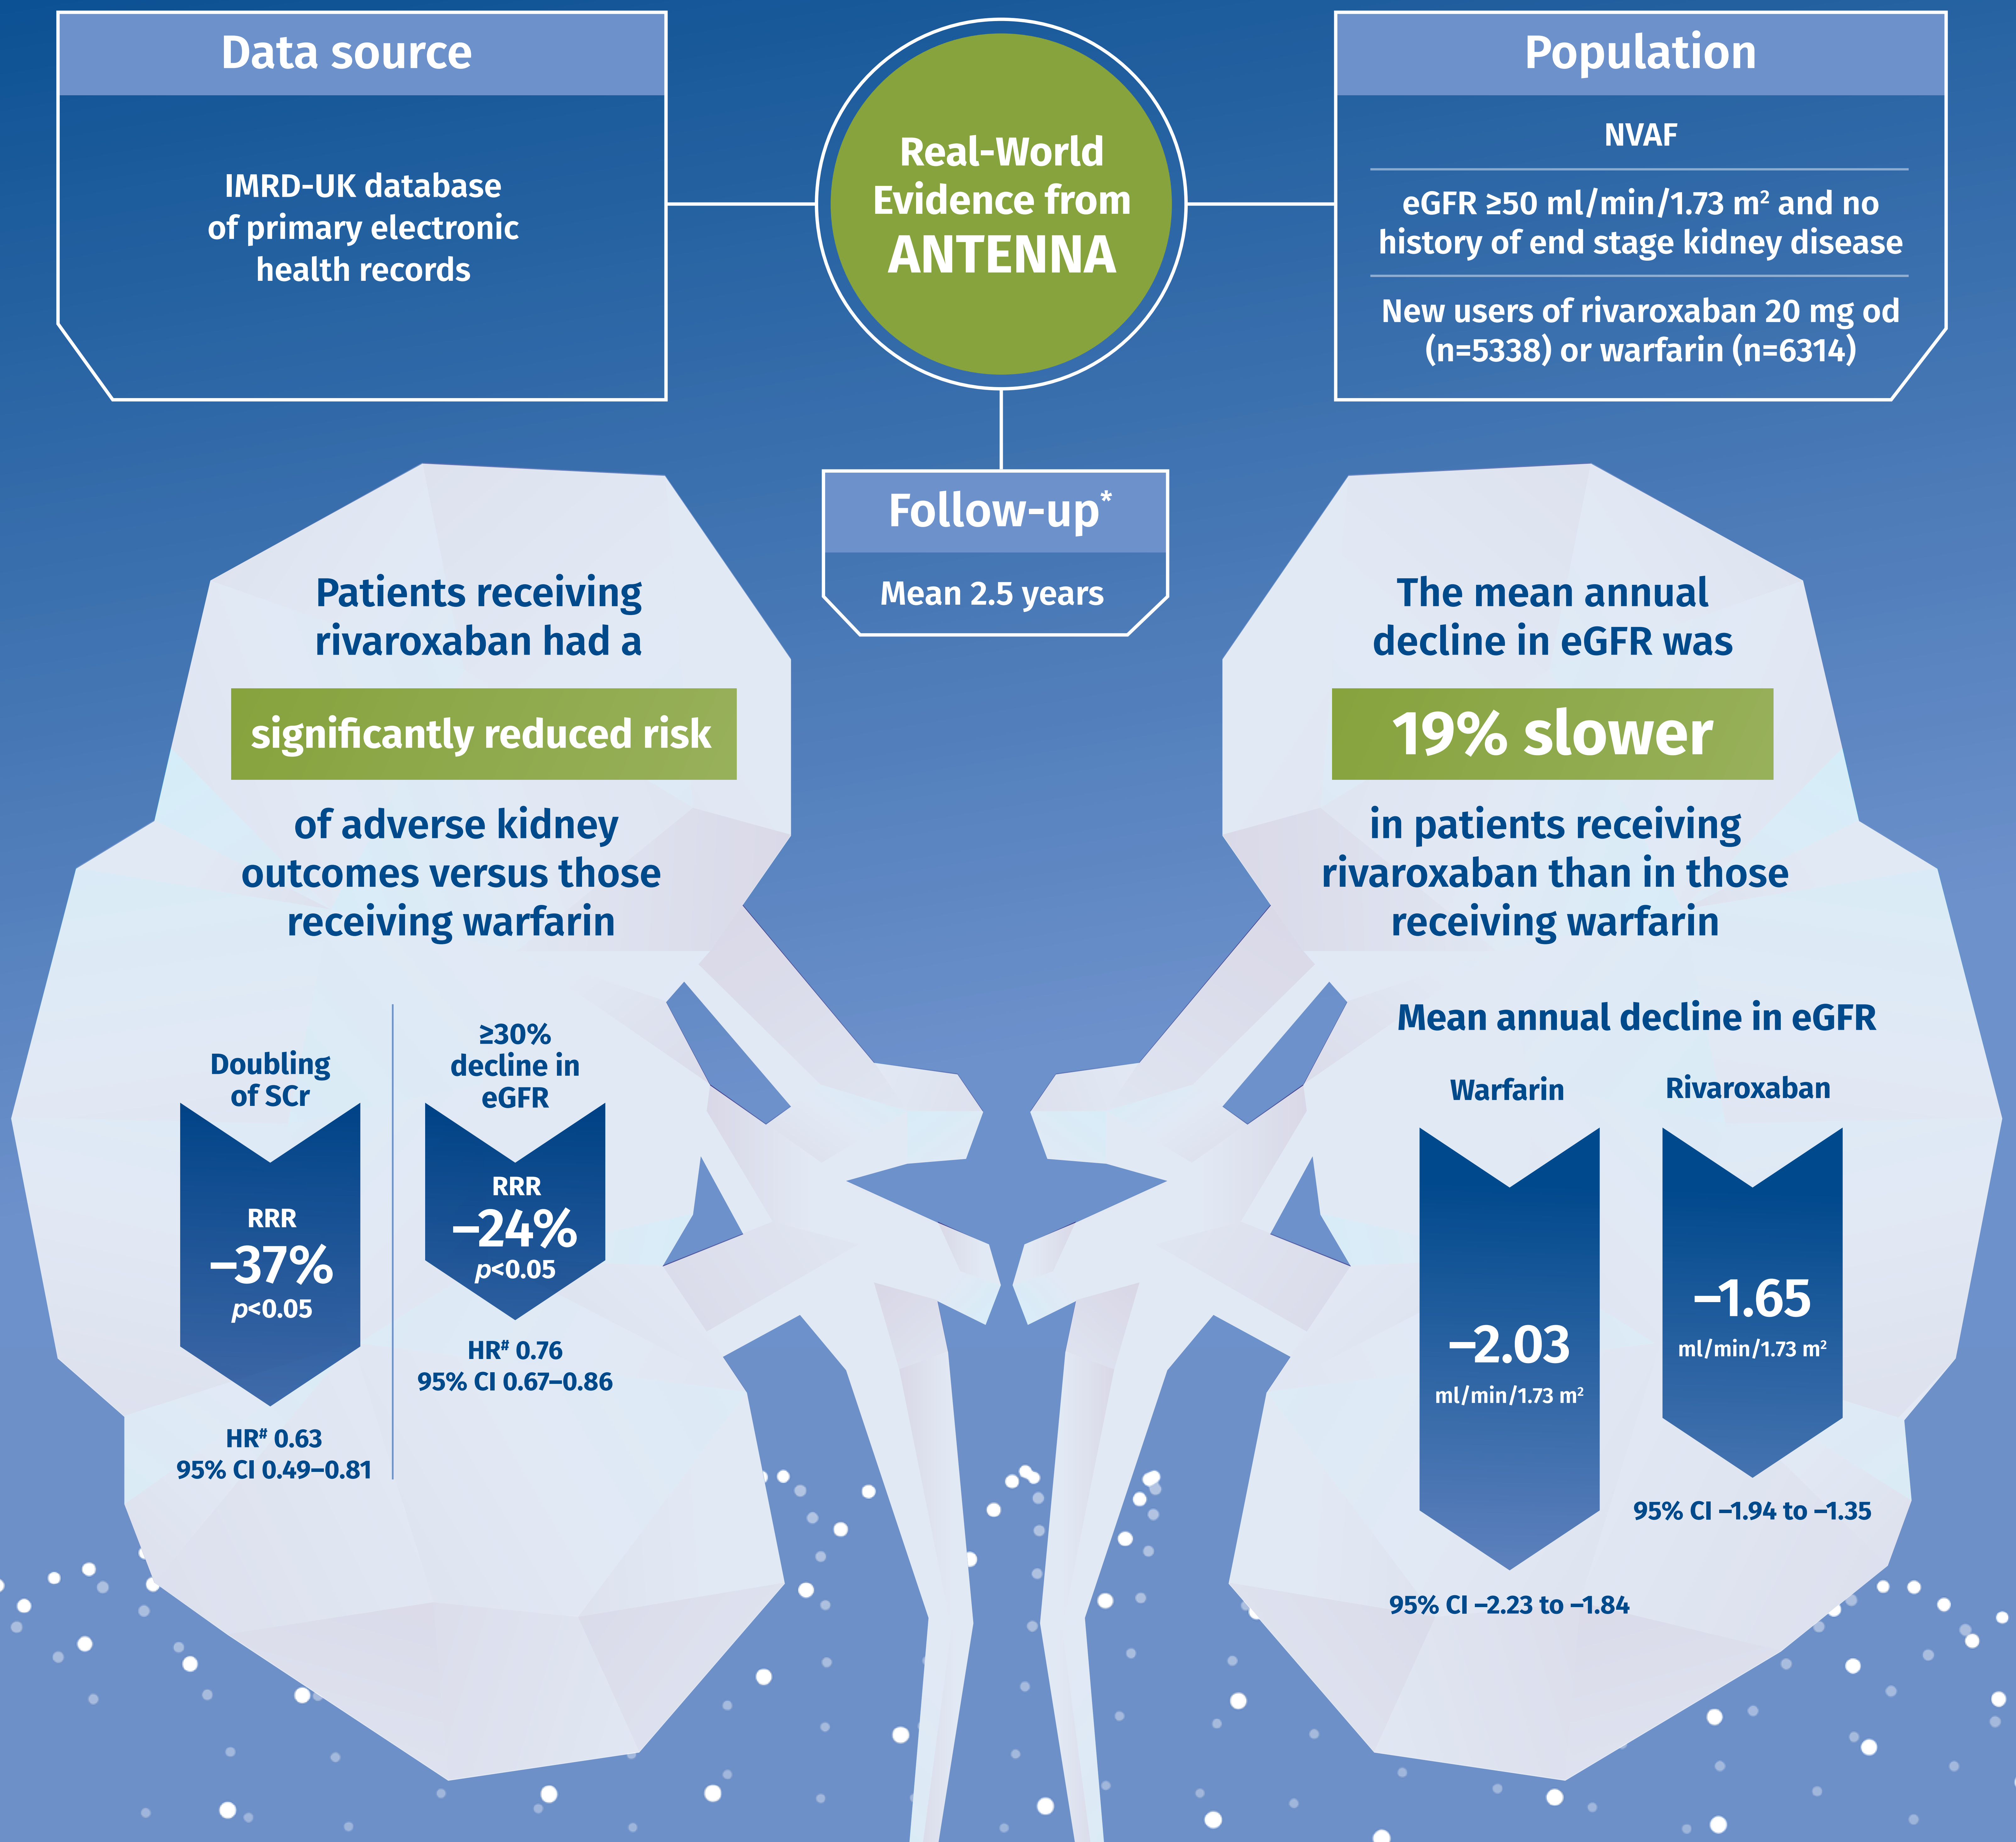 Data source
IMRD-UK database
of primary electronic
health records
Real-World
Evidence from
ANTENNA
Population
NVAF
eGFR ≥50 ml/min/1.73 m² and no
history of end stage kidney disease
New users of rivaroxaban 20 mg od
(n=5338) or warfarin (n=6314)
Follow-up*
Mean 2.5 years
Patients receiving
rivaroxaban had a
significantly reduced risk
of adverse kidney
outcomes versus those
receiving warfarin
Doubling
of SCr
RRR
–37%
p<0.05
HR# 0.63
95% CI 0.49–0.81
≥30%
decline in
eGFR
RRR
–24%
p<0.05
HR# 0.76
95% CI 0.67–0.86
The mean annual
decline in eGFR was
19% slower
in patients receiving
rivaroxaban than in those
receiving warfarin
Mean annual decline in eGFR
Warfarin
–2.03
ml/min/1.73 m²
95% CI –2.23 to –1.84
Rivaroxaban
–1.65
ml/min/1.73 m²
95% CI –1.94 to –1.35